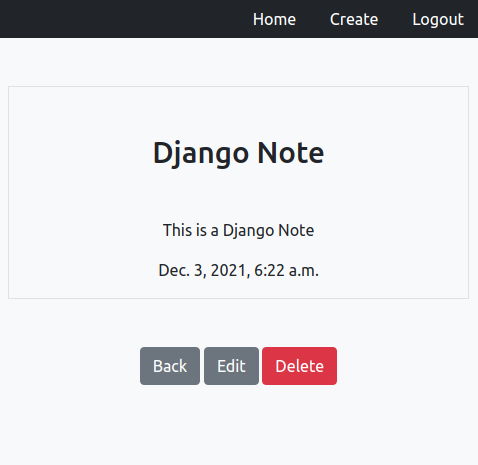 Home Create Logout
Django Note
This is a Django Note
Dec. 3, 2021, 6:22 a.m.
Back Edit Delete